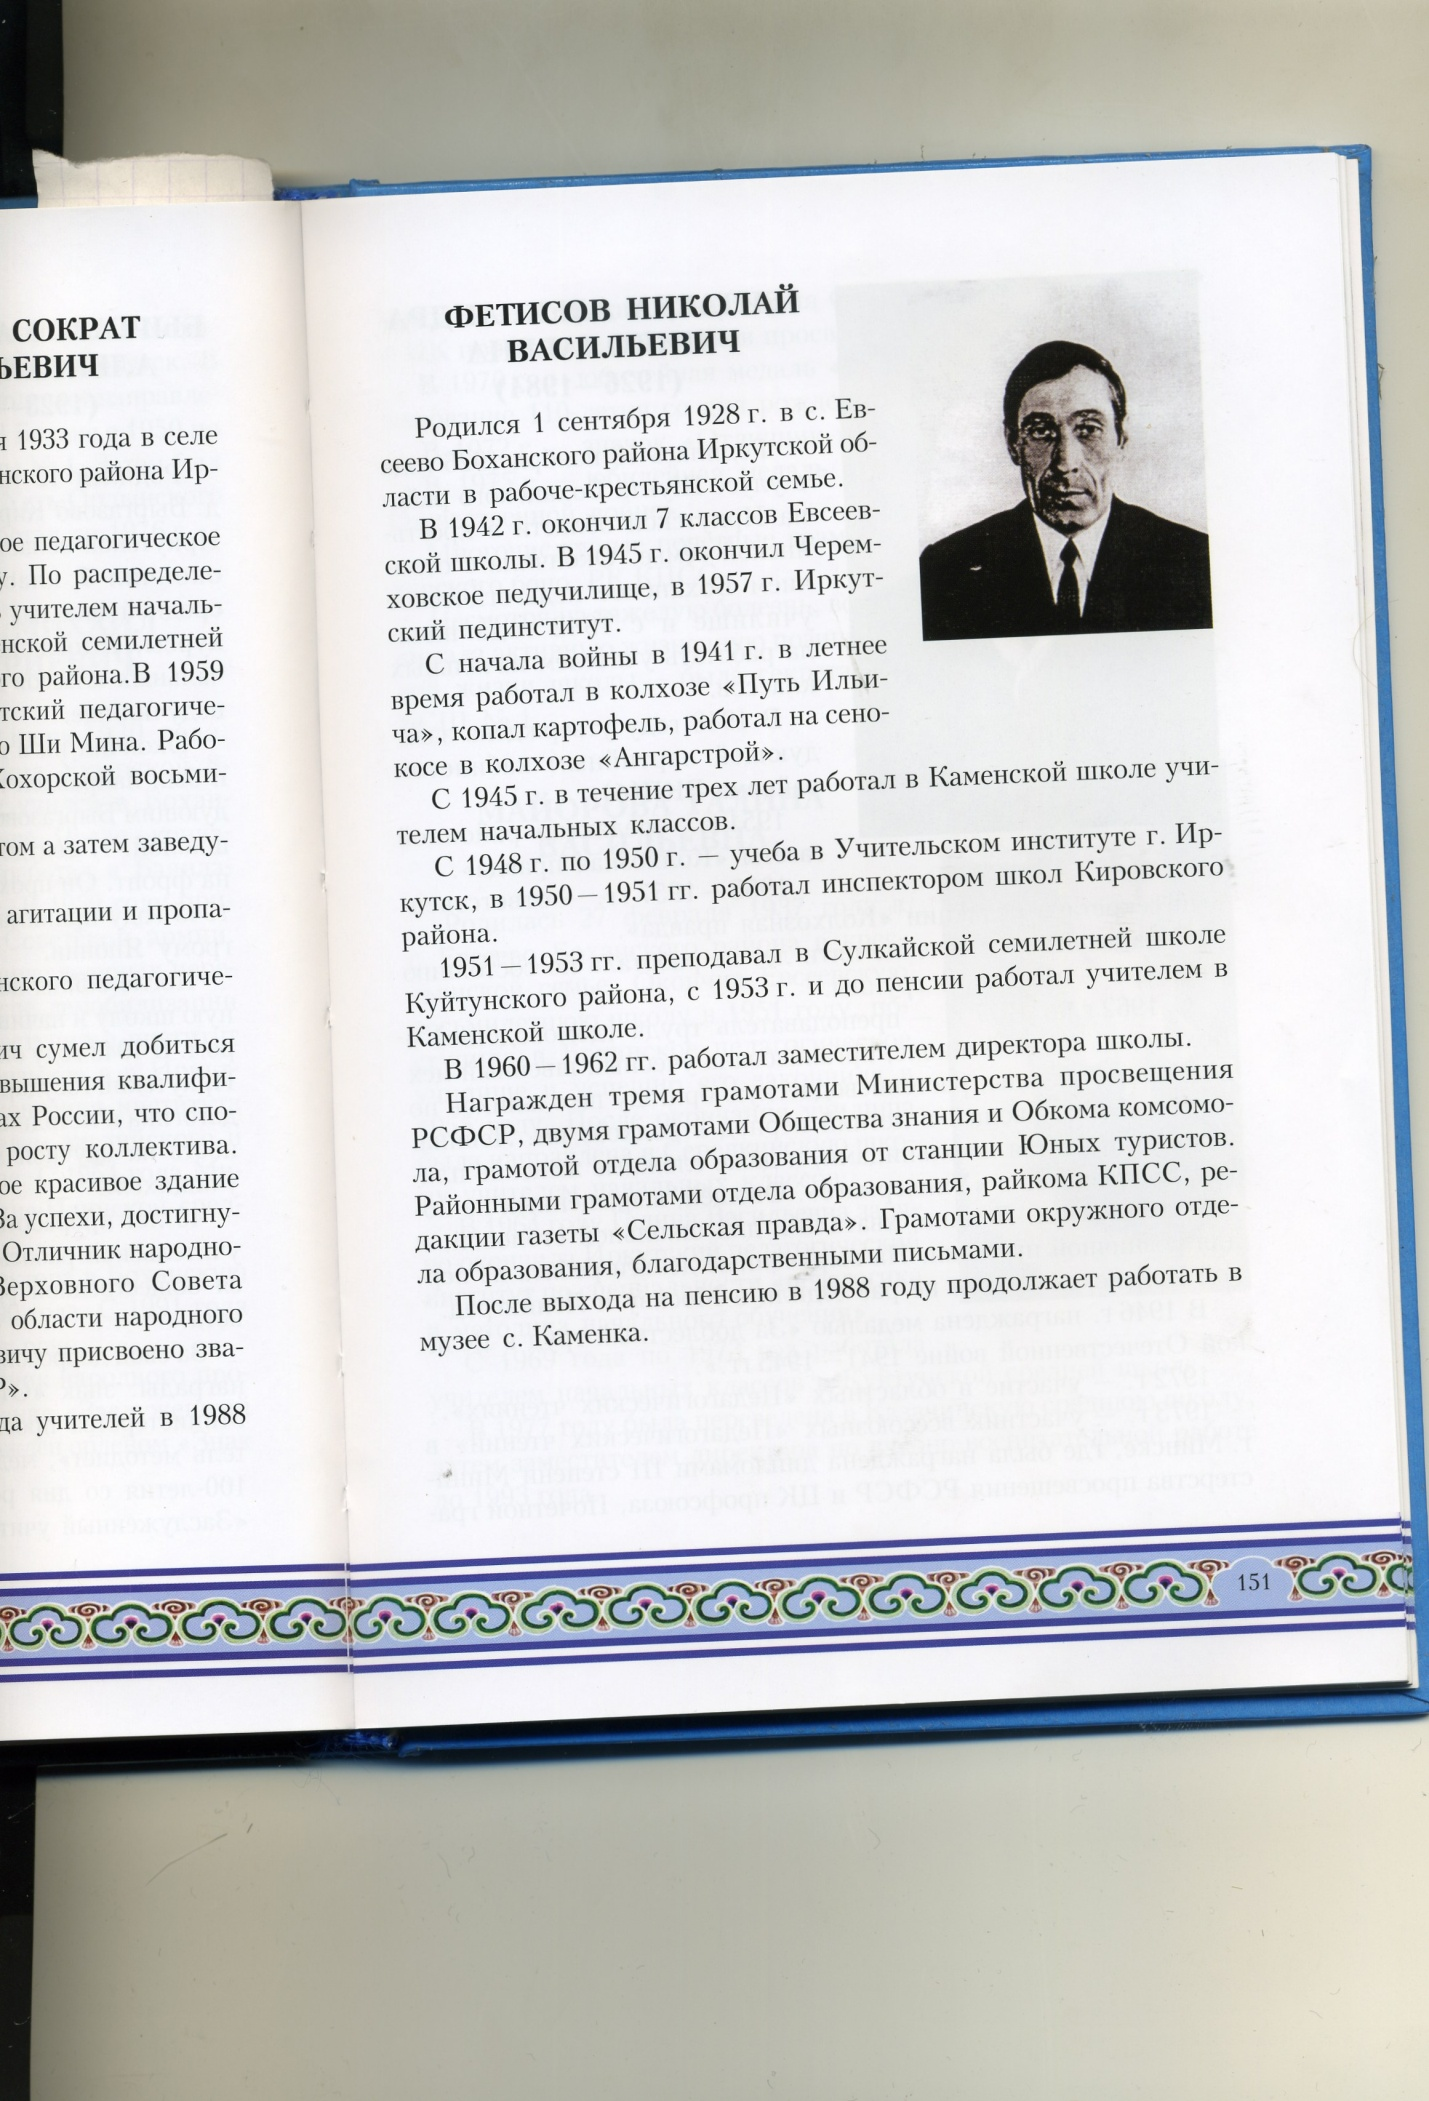 СОКРАТ
ЬЕВИЧ
я 1933 года в селе
нского района Ир-
ое педагогическое
у. По распределе-
учителем началь-
нской семилетней
го района.В 1959
тский педагогиче-
о Ши Мина. Рабо-
Хохорской восьми-
том а затем заведу-
агитации и пропа-
нского педагогиче-
ич сумел добиться
вышения квалифи-
ах России, что спо-
росту коллектива.
ое красивое здание
За успехи, достигну-
Отличник народно-
Верховного Совета
области народного
вичу присвоено зва-
Р».
да учителей в 1988
ФЕТИСОВ НИКОЛАЙ
ВАСИЛЬЕВИЧ
Родился 1 сентября 1928 г. в с. Ев-
сеево Боханского района Иркутской об-
ласти в рабоче-крестьянской семье.
В 1942 г. окончил 7 классов Евсеев-
ской школы. В 1945 г. окончил Черем-
ховское педучилище, в 1957 г. Иркут-
ский пединститут.
С начала войны в 1941 г. в летнее
время работал в колхозе «Путь Ильи-
ча», копал картофель, работал на сено-
косе в колхозе «Ангарстрой».
С 1945 г. в течение трех лет работал в Каменской школе учи-
телем начальных классов.
С 1948 г. по 1950 г. — учеба в Учительском институте г. Ир-
кутск, в 1950 — 1951 гг. работал инспектором школ Кировского
района.
1951 — 1953 гг. преподавал в Сулкайской семилетней школе
Куйтунского района, с 1953 г. и до пенсии работал учителем в
Каменской школе.
В 1960 — 1962 гг. работал заместителем директора школы.
Награжден тремя грамотами Министерства просвещения
РСФСР, двумя грамотами Общества знания и Обкома комсомо-
ла, грамотой отдела образования от станции Юных туристов.
Районными грамотами отдела образования, райкома КПСС, ре-
дакции газеты «Сельская правда». Грамотами окружного отде-
ла образования, благодарственными письмами.
После выхода на пенсию в 1988 году продолжает работать в
музее с. Каменка.
151